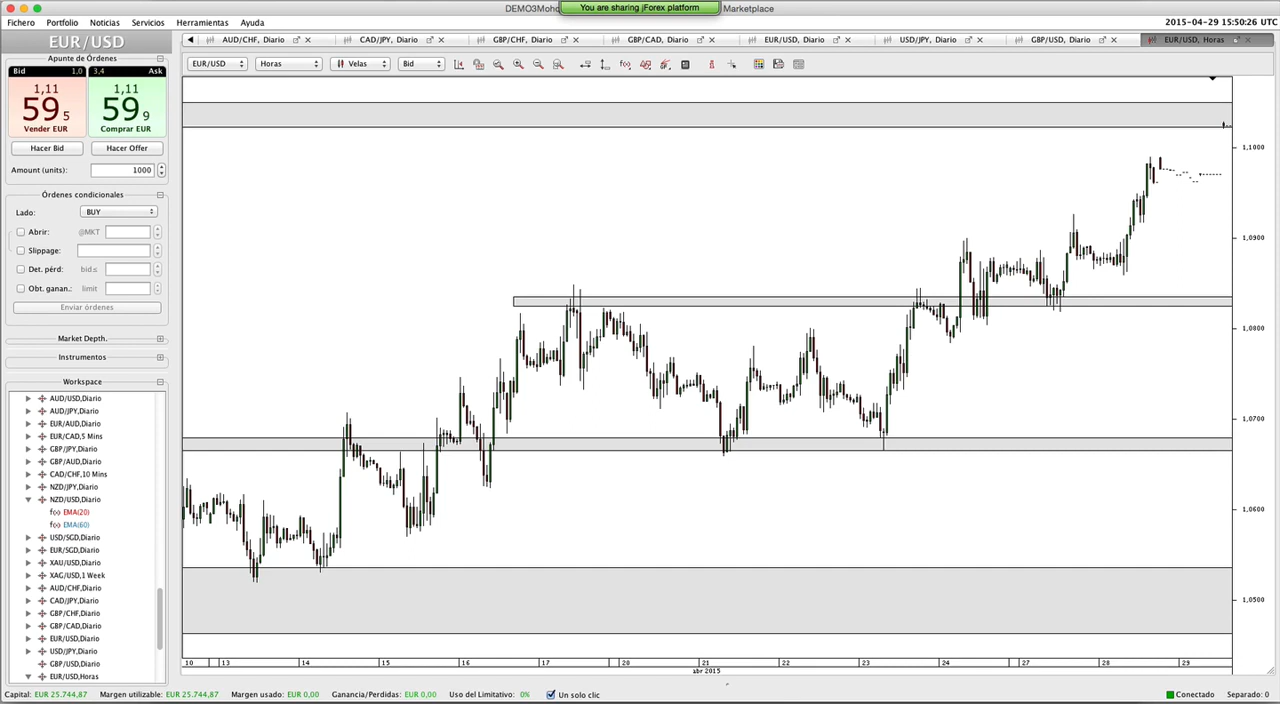 DEMO3Moho
You are sharing jForex platform
Marketplace
Fichero Portfolio Noticias Servicios Herramientas Ayuda
2015-04-29 15:50:26 UTC
EUR/USD
AUD/CHF, Diario CAD/JPY, Diario GBP/CHF, Diario GBP/CAD, Diario EUR/USD, Diario USD/JPY, Diario GBP/USD, Diario EUR/USD, Horas
Apunte de Órdenes
EUR/USD Horas Velas Bid
Bid 1,0 3,4 Ask
1,11 1,11
59 5 59 9
Vender EUR Comprar EUR
Hacer Bid Hacer Offer
Amount (units): 1000
Órdenes condicionales
Lado: BUY
Abrir: @MKT
Slippage:
Det. pérd: bid≤
Obt. ganan.: limit
Enviar órdenes
Market Depth.
Instrumentos
Workspace
AUD/USD,Diario
AUD/JPY,Diario
EUR/AUD,Diario
EUR/CAD,5 Mins
GBP/JPY,Diario
GBP/AUD,Diario
CAD/CHF,10 Mins
NZD/JPY,Diario
NZD/USD,Diario
f(x) EMA(20)
f(x) EMA(60)
USD/SGD,Diario
EUR/SGD,Diario
XAU/USD,Diario
XAG/USD,1 Week
AUD/CHF,Diario
CAD/JPY,Diario
GBP/CHF,Diario
GBP/CAD,Diario
EUR/USD,Diario
USD/JPY,Diario
GBP/USD,Diario
EUR/USD,Horas
1,1000
1,0900
1,0800
1,0700
1,0600
1,0500
10 13 14 15 16 17 20 21 22 23 24 27 28 29
abr 2015
Capital: EUR 25.744,87 Margen utilizable: EUR 25.744,87 Margen usado: EUR 0,00 Ganancia/Perdidas: EUR 0,00 Uso del Limitativo: 0% Un solo clic Conectado Separado: 0